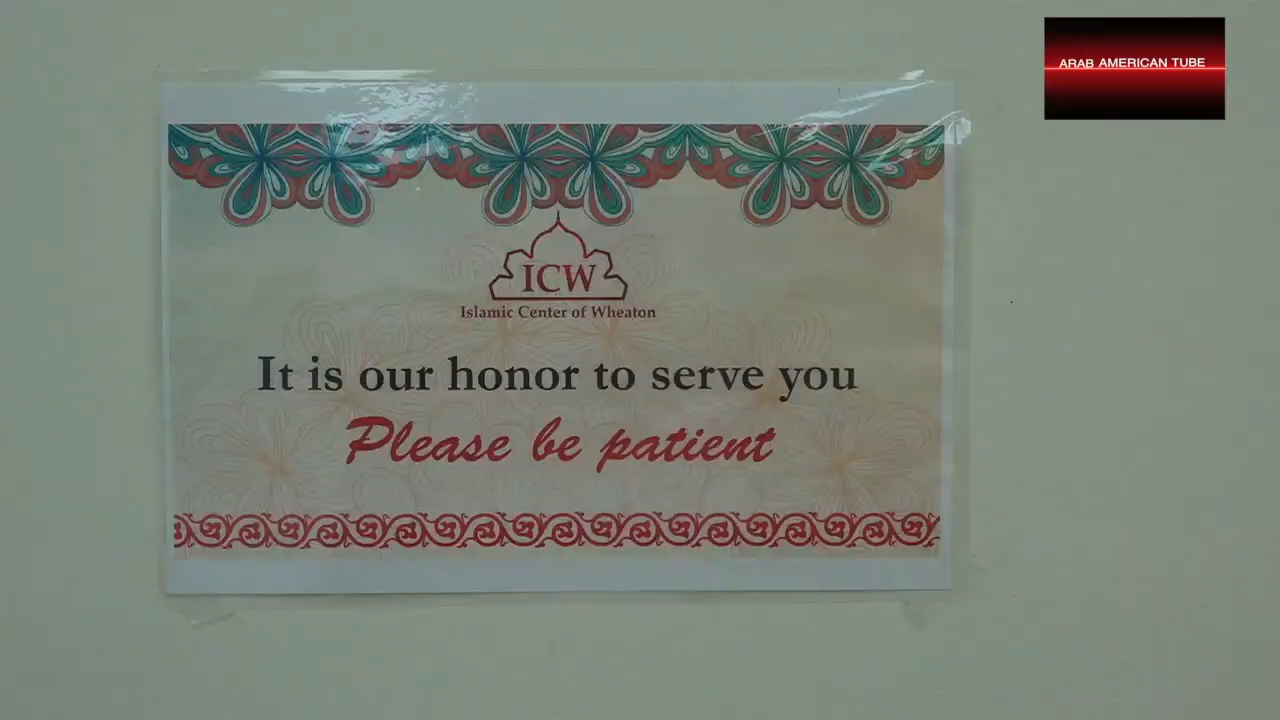 ARAB AMERICAN TUBE
ICW
Islamic Center of Wheaton
It is our honor to serve you
Please be patient